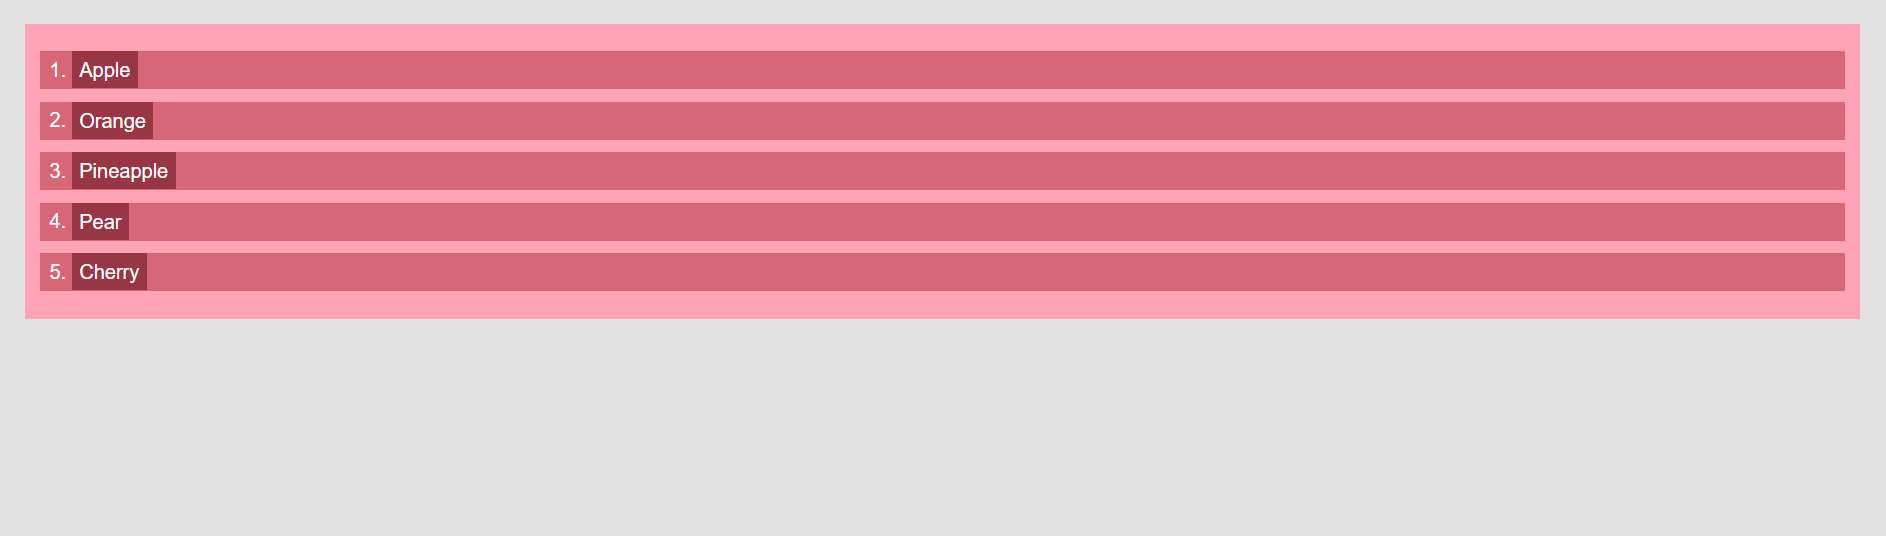 1. Apple
2. Orange
3. Pineapple
4. Pear
5. Cherry